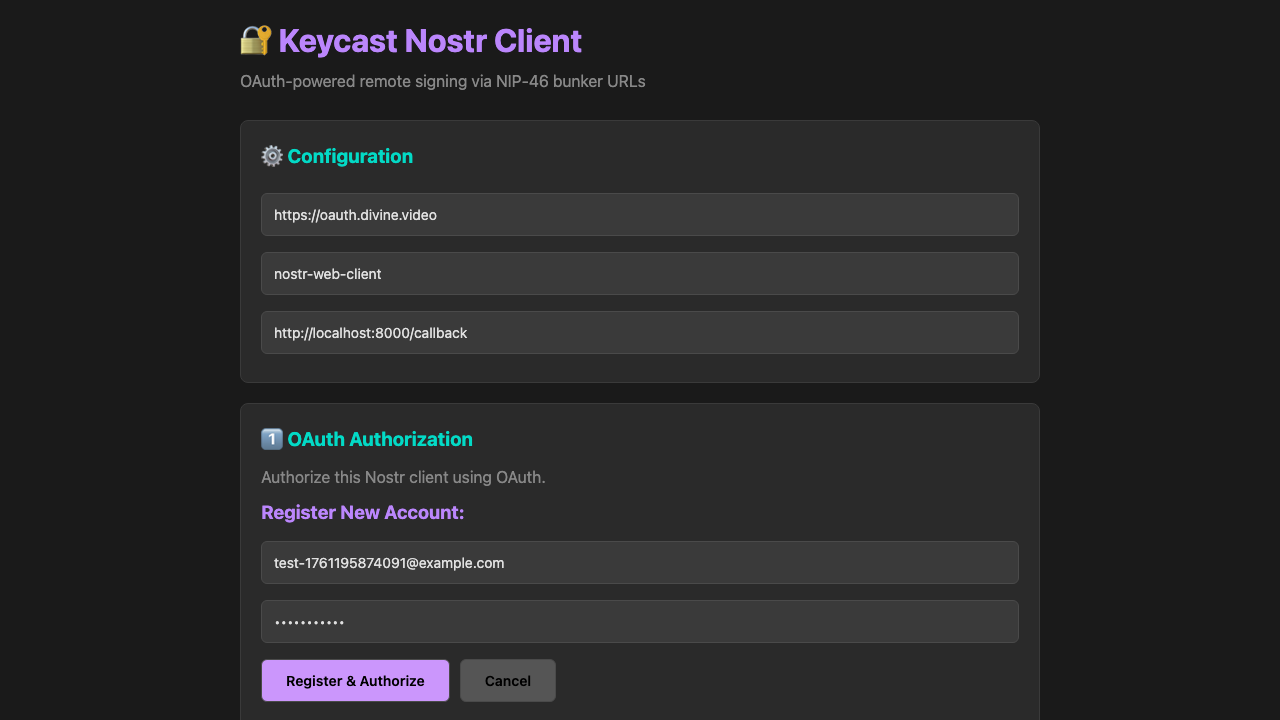 🔐 Keycast Nostr Client
OAuth-powered remote signing via NIP-46 bunker URLs
⚙️ Configuration
https://oauth.divine.video
nostr-web-client
http://localhost:8000/callback
1️⃣ OAuth Authorization
Authorize this Nostr client using OAuth.
Register New Account:
test-1761195874091@example.com
•••••••••••
Register & Authorize
Cancel